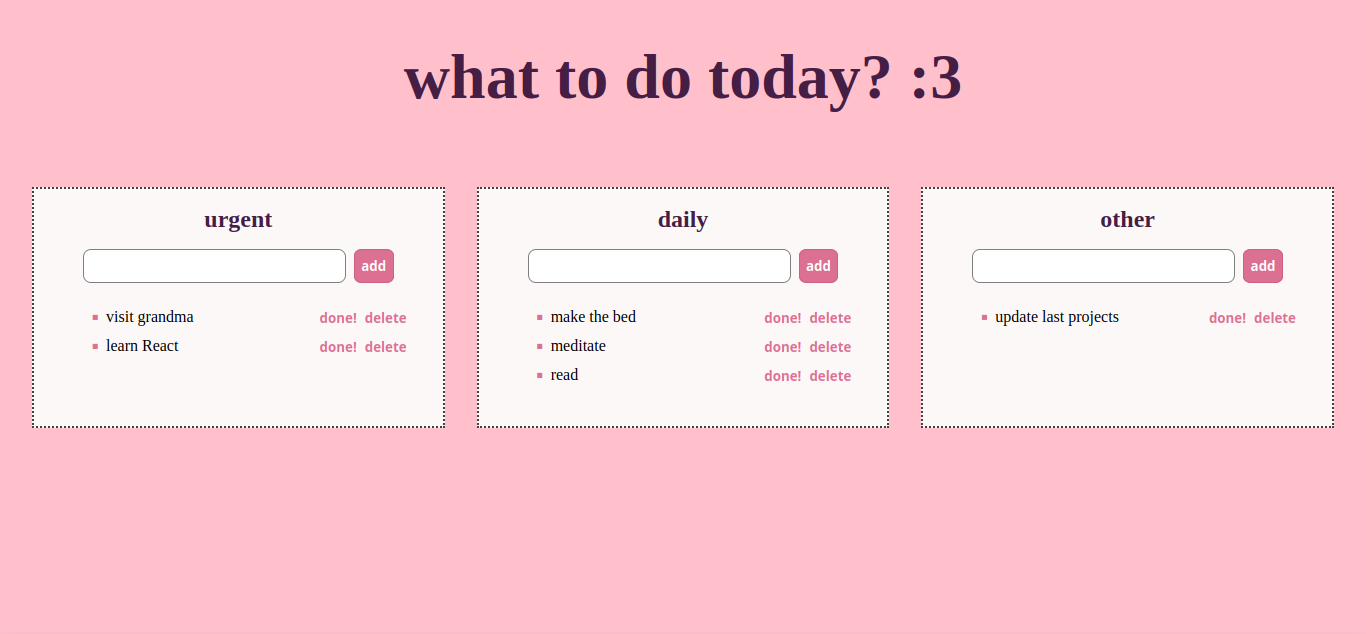 what to do today? :3
urgent
add
visit grandma done! delete
learn React done! delete
daily
add
make the bed done! delete
meditate done! delete
read done! delete
other
add
update last projects done! delete